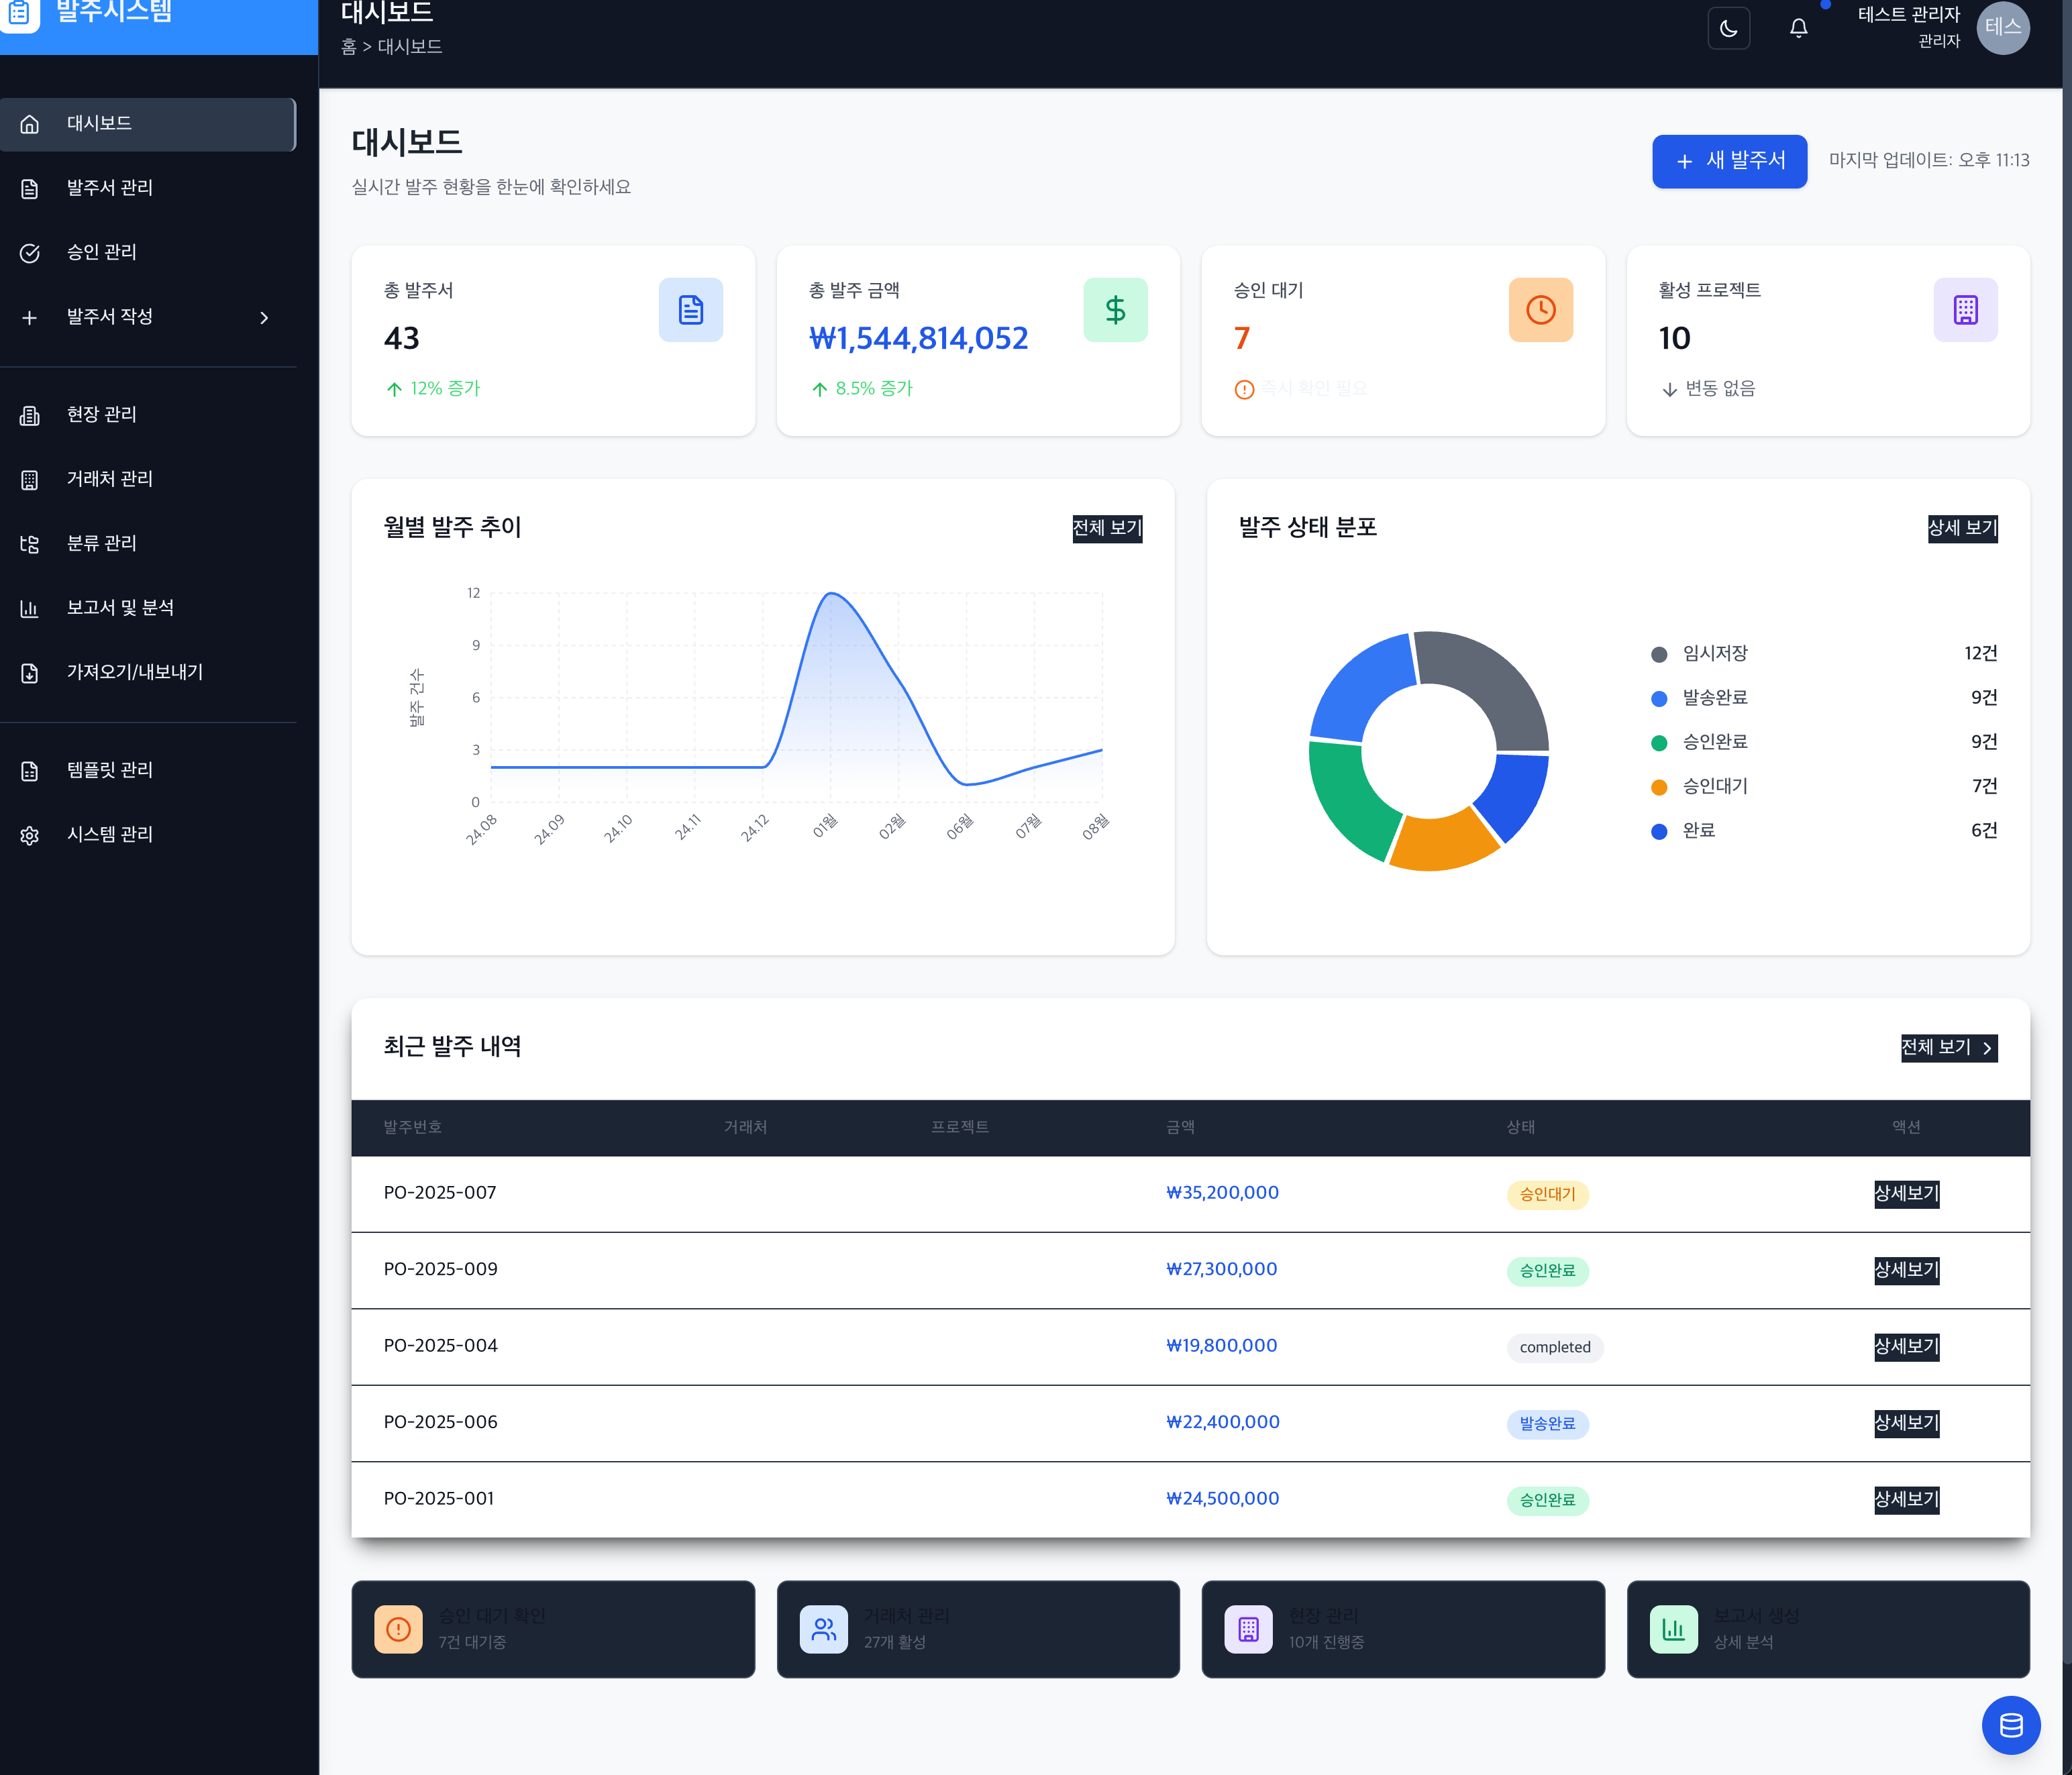 발주시스템
대시보드
홈 > 대시보드
테스트 관리자
관리자
테스
대시보드
발주서 관리
승인 관리
발주서 작성
현장 관리
거래처 관리
분류 관리
보고서 및 분석
가져오기/내보내기
템플릿 관리
시스템 관리
대시보드
실시간 발주 현황을 한눈에 확인하세요
새 발주서
마지막 업데이트: 오후 11:13
총 발주서
43
12% 증가
총 발주 금액
₩1,544,814,052
8.5% 증가
승인 대기
7
즉시 확인 필요
활성 프로젝트
10
변동 없음
월별 발주 추이
전체 보기
발주 건수
12
9
6
3
0
24.08
24.09
24.10
24.11
24.12
01월
02월
06월
07월
08월
발주 상태 분포
상세 보기
임시저장 12건
발송완료 9건
승인완료 9건
승인대기 7건
완료 6건
최근 발주 내역
전체 보기
발주번호 거래처 프로젝트 금액 상태 액션
PO-2025-007 ₩35,200,000 승인대기 상세보기
PO-2025-009 ₩27,300,000 승인완료 상세보기
PO-2025-004 ₩19,800,000 completed 상세보기
PO-2025-006 ₩22,400,000 발송완료 상세보기
PO-2025-001 ₩24,500,000 승인완료 상세보기
승인 대기 확인
7건 대기중
거래처 관리
27개 활성
현장 관리
10개 진행중
보고서 생성
상세 분석